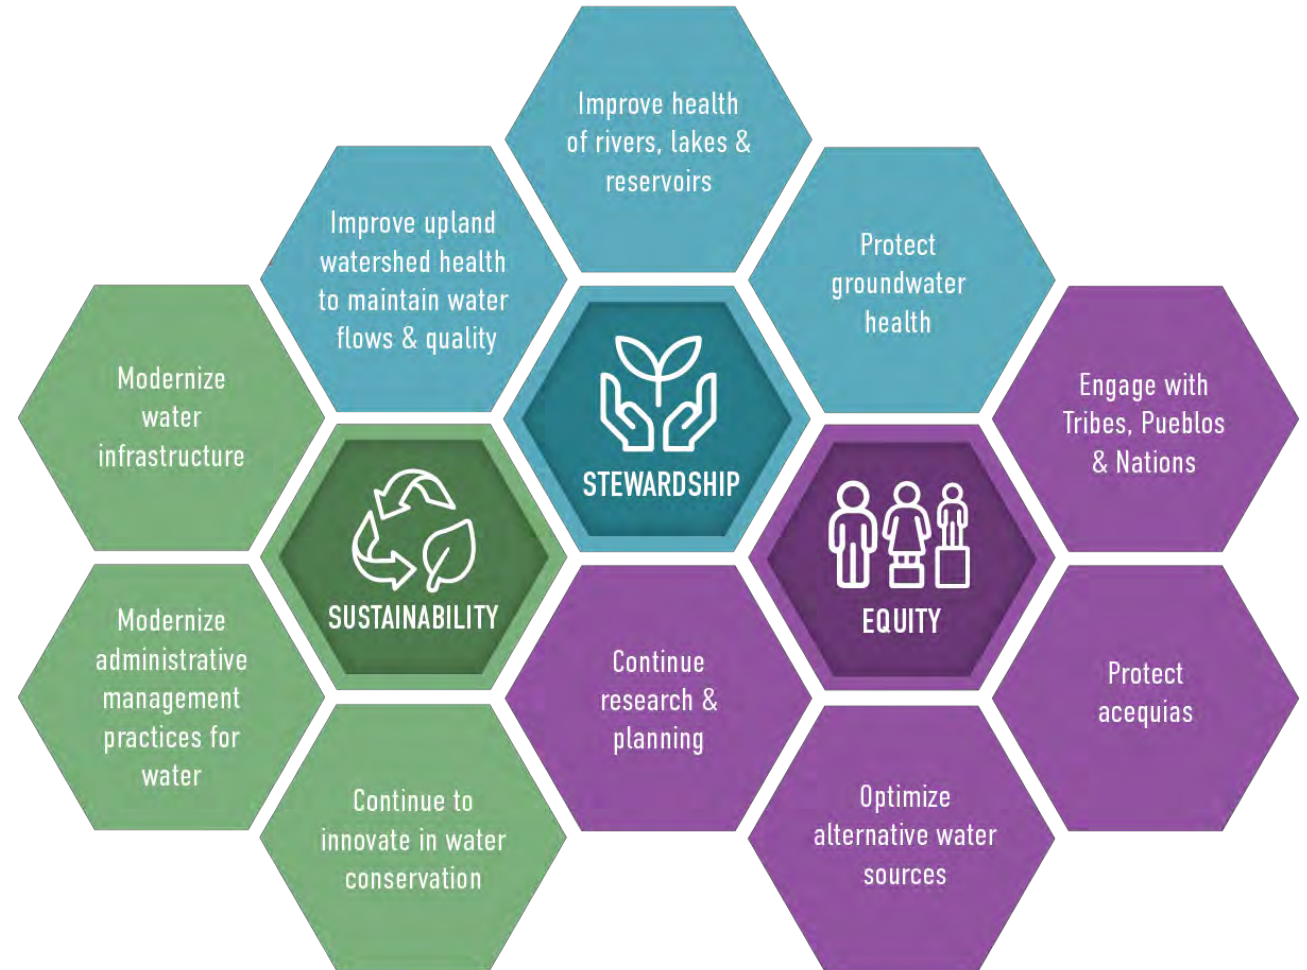 Improve health
of rivers, lakes &
reservoirs
Improve upland
watershed health
to maintain water
flows & quality
Protect
groundwater
health
Modernize
water
infrastructure
STEWARDSHIP
Engage with
Tribes, Pueblos
& Nations
SUSTAINABILITY
EQUITY
Modernize
administrative
management
practices for
water
Continue
research &
planning
Protect
acequias
Continue to
innovate in water
conservation
Optimize
alternative water
sources